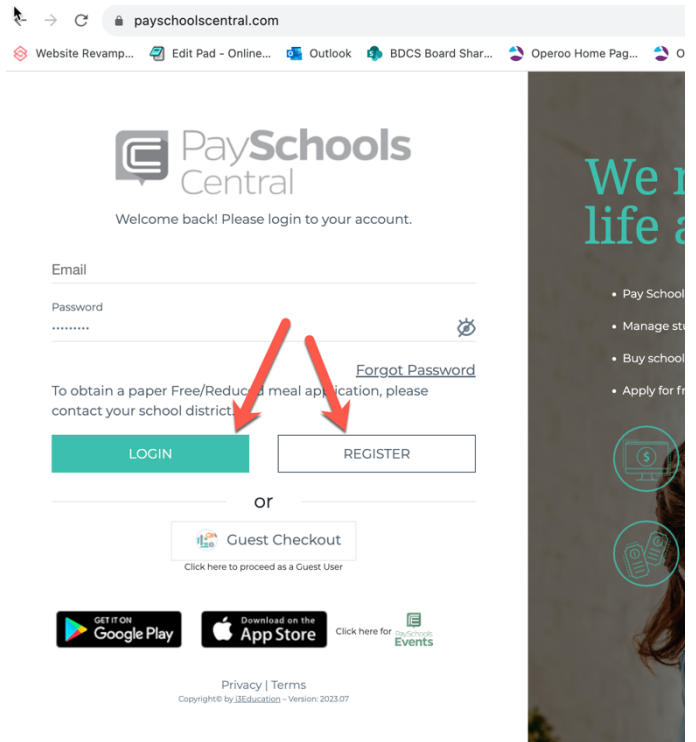 payschoolscentral.com
Website Revamp...
Edit Pad - Online...
Outlook
BDCS Board Shar...
Operoo Home Pag...
O
PaySchools
Central
Welcome back! Please login to your account.
Email
Password
Forgot Password
To obtain a paper Free/Reduced meal application, please
contact your school district.
LOGIN
REGISTER
or
Guest Checkout
Click here to proceed as a Guest User
GET IT ON
Google Play
Download on the
App Store
Click here for
PaySchools
Events
Privacy | Terms
Copyright© by i3Education – Version: 2023.07
We
life a
• Pay School
• Manage stu
• Buy school
• Apply for fr
$